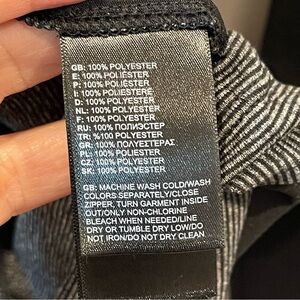 GB: 100% POLYESTER
E: 100% POLIÉSTER
P: 100% POLIÉSTER
I: 100% POLIESTERE
D: 100% POLYESTER
NL: 100% POLYESTER
F: 100% POLYESTER
RU: 100% ПОЛИЭСТЕР
TR: %100 POLYESTER
GR: 100% ΠΟΛΥΕΣΤΕΡΑΣ
PL: 100% POLIESTER
CZ: 100% POLYESTER
SK: 100% POLYESTER
GB: MACHINE WASH COLD/WASH
COLORS SEPARATELY/CLOSE
ZIPPER, TURN GARMENT INSIDE
OUT/ONLY NON-CHLORINE
BLEACH WHEN NEEDED/LINE
DRY OR TUMBLE DRY LOW/DO
NOT IRON/DO NOT DRY CLEAN